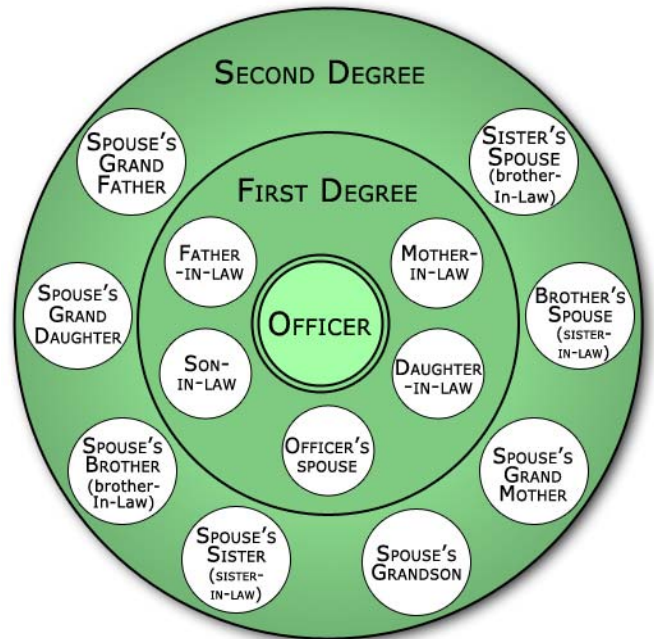 SECOND DEGREE
SPOUSE'S
GRAND
FATHER
SISTER'S
SPOUSE
(brother-
In-Law)
FIRST DEGREE
FATHER
-IN-LAW
MOTHER-
IN-LAW
SPOUSE'S
GRAND
DAUGHTER
OFFICER
BROTHER'S
SPOUSE
(SISTER-
IN-LAW)
SON-
IN-LAW
DAUGHTER
-IN-LAW
SPOUSE'S
BROTHER
(brother-
In-Law)
OFFICER'S
SPOUSE
SPOUSE'S
GRAND
MOTHER
SPOUSE'S
SISTER
(SISTER-
IN-LAW)
SPOUSE'S
GRANDSON